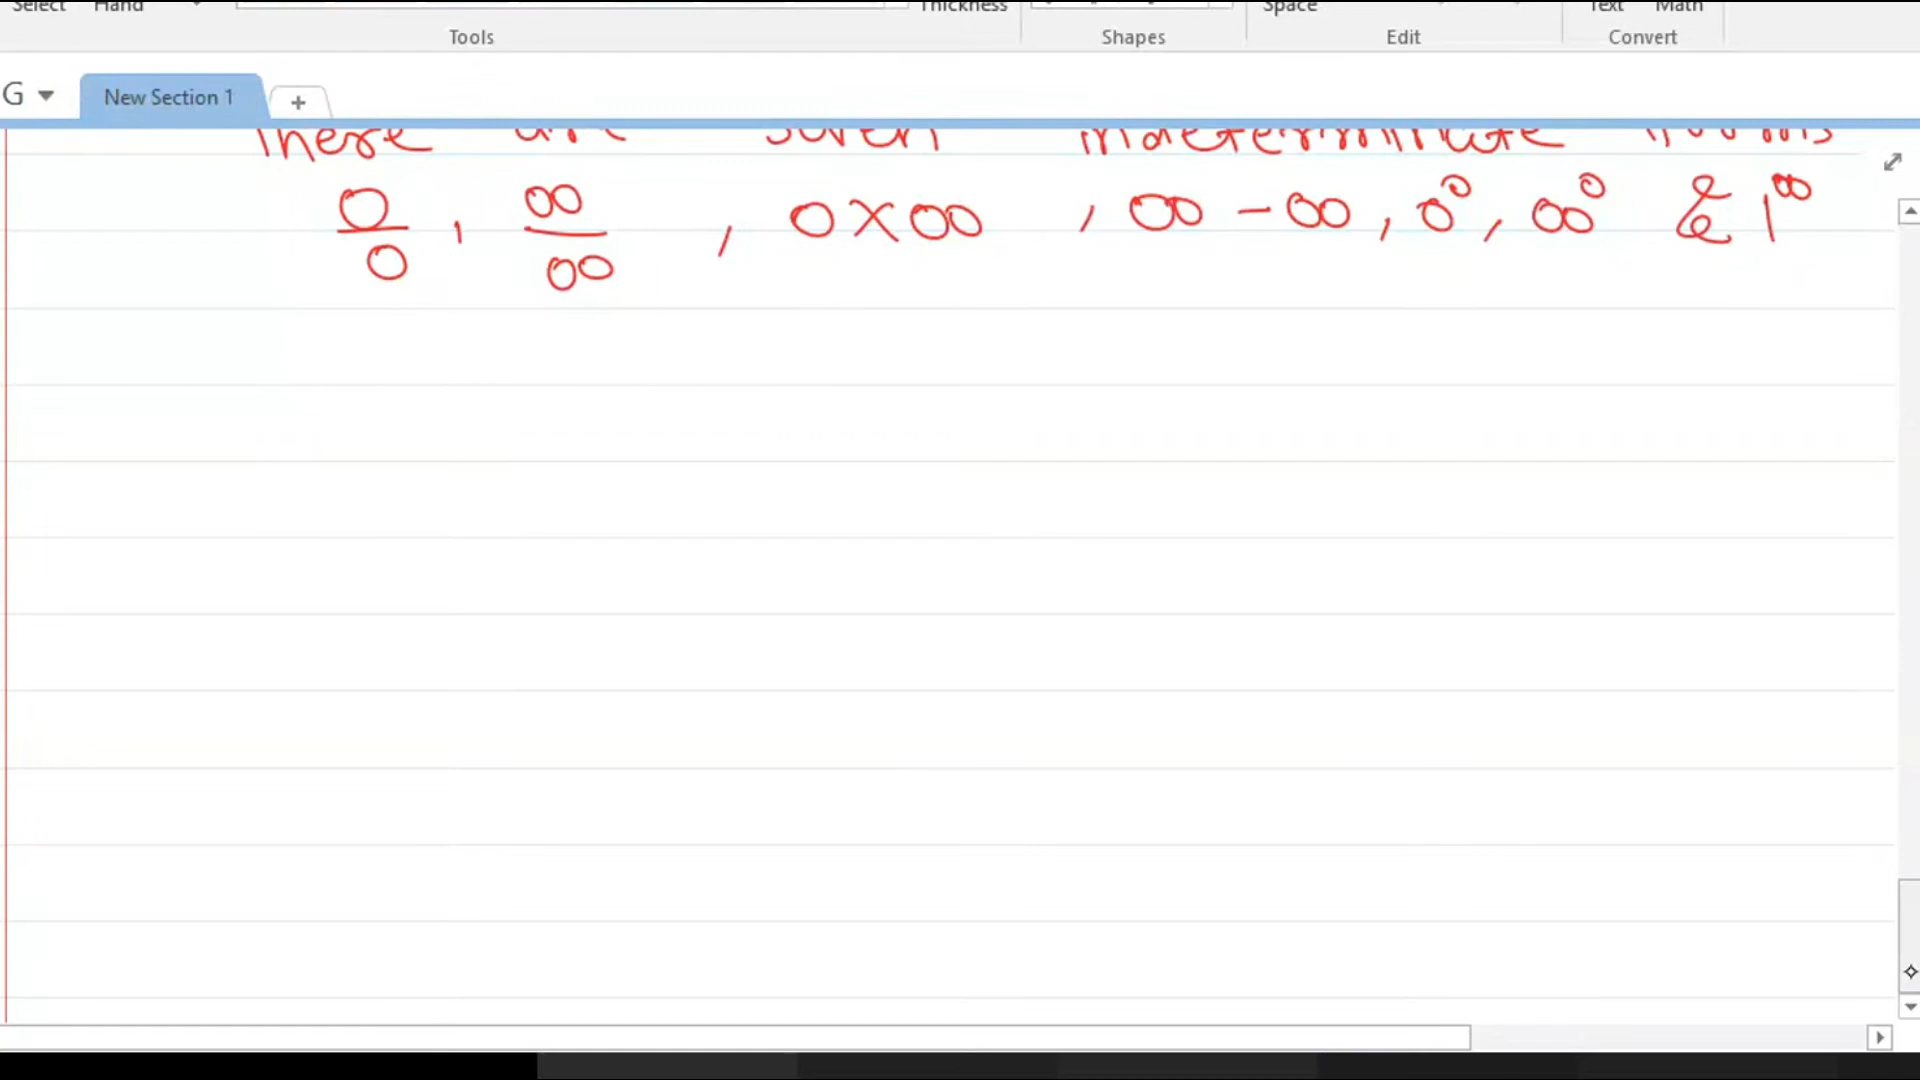 Select Hand Thickness Space Text Math
Tools Shapes Edit Convert
G New Section 1 +
There are seven indeterminate forms
0/0, ∞/∞, 0×∞, ∞-∞, 0⁰, ∞⁰ & 1^∞